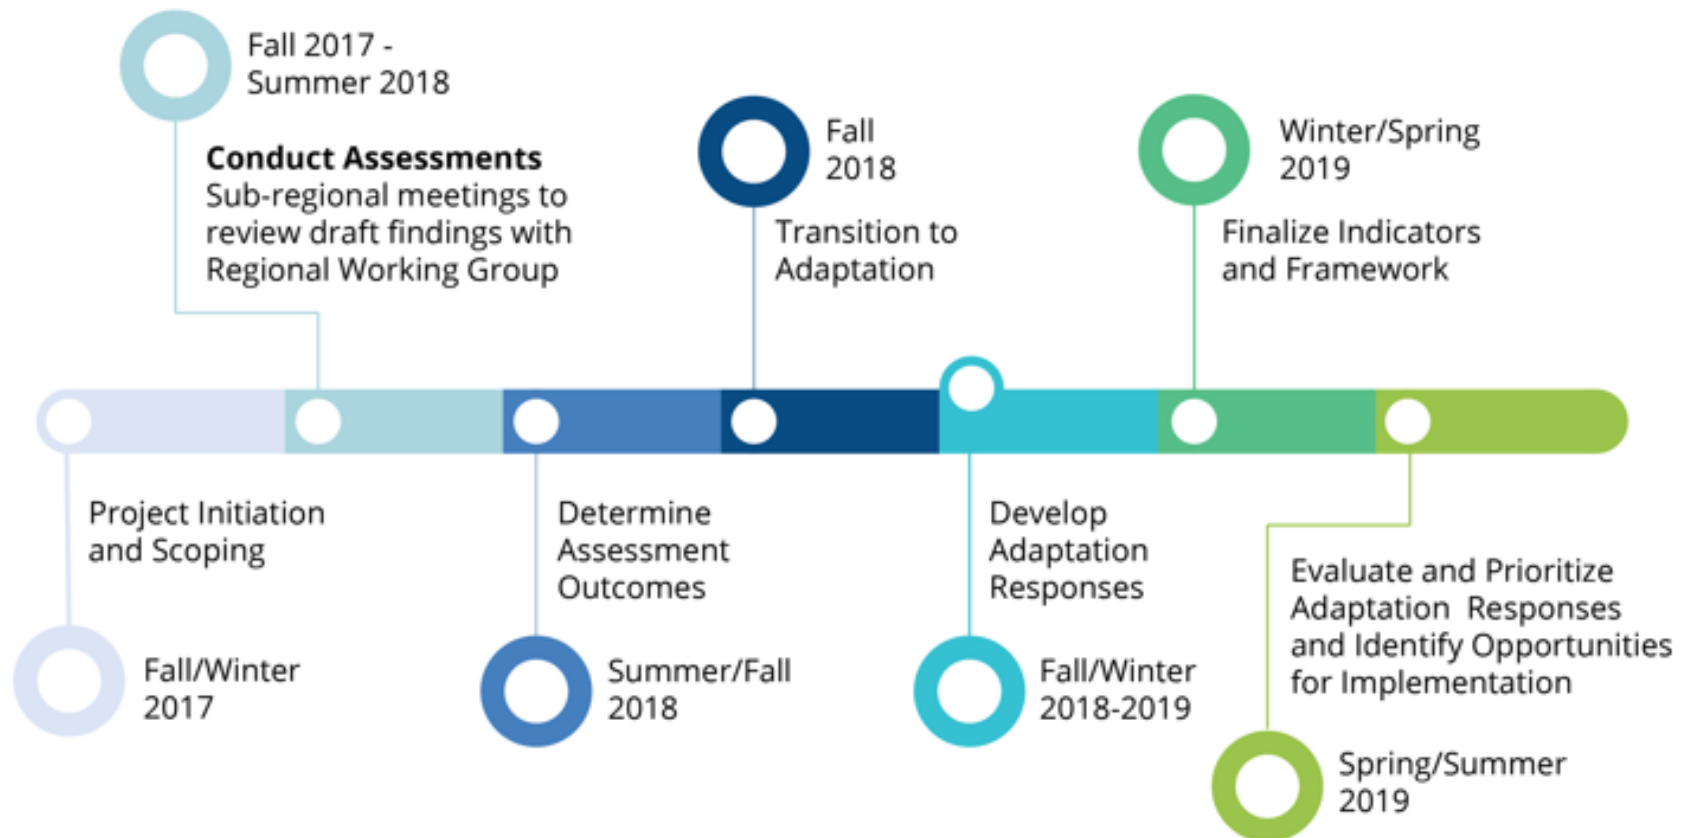 Fall 2017 -
Summer 2018
Conduct Assessments
Sub-regional meetings to
review draft findings with
Regional Working Group
Fall
2018
Transition to
Adaptation
Winter/Spring
2019
Finalize Indicators
and Framework
Project Initiation
and Scoping
Fall/Winter
2017
Determine
Assessment
Outcomes
Summer/Fall
2018
Develop
Adaptation
Responses
Fall/Winter
2018-2019
Evaluate and Prioritize
Adaptation  Responses
and Identify Opportunities
for Implementation
Spring/Summer
2019